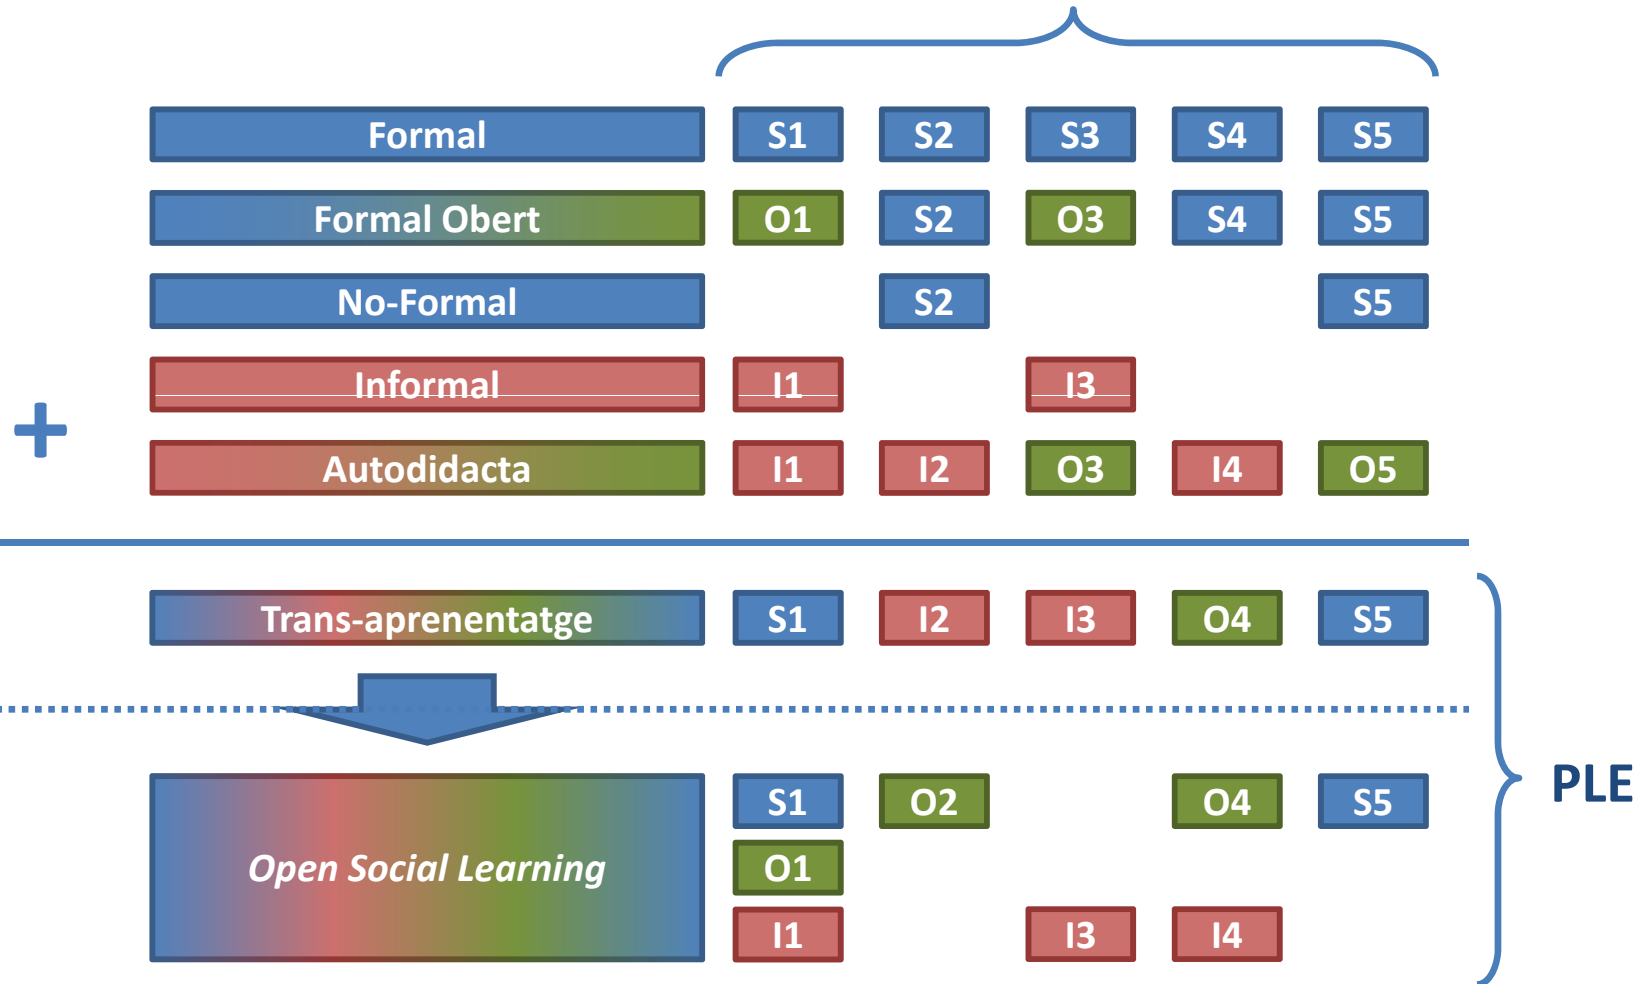 Formal S1 S2 S3 S4 S5
Formal Obert O1 S2 O3 S4 S5
No-Formal S2 S5
Informal I1 I3
+
Autodidacta I1 I2 O3 I4 O5
Trans-aprenentatge S1 I2 I3 O4 S5
PLE
S1 O2 O4 S5
Open Social Learning O1
I1 I3 I4